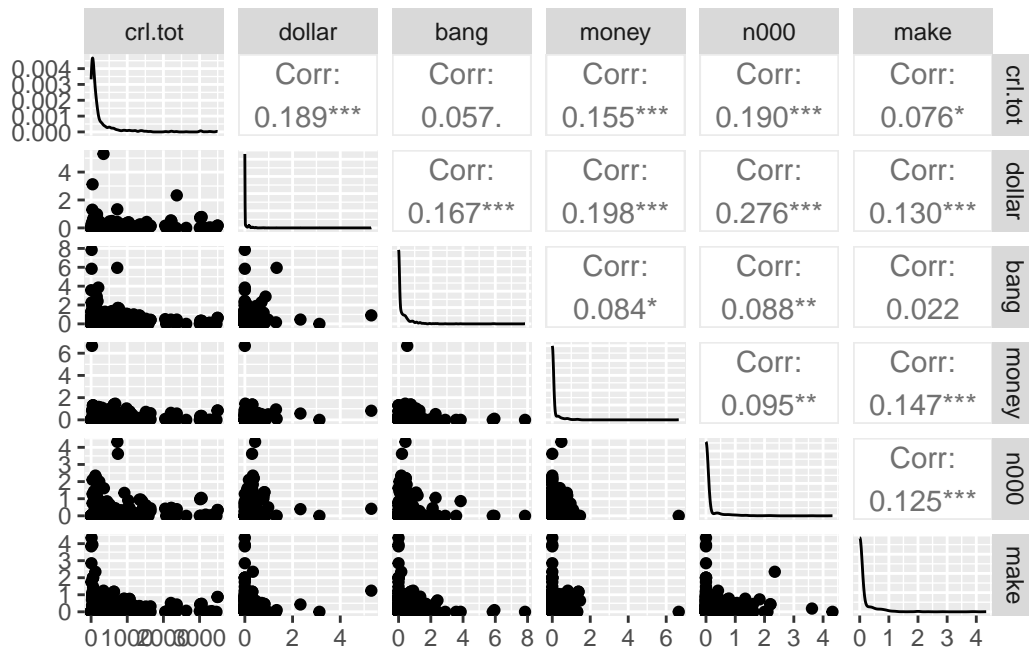 crl.tot dollar bang money n000 make
0.004 Corr: Corr: Corr: Corr: Corr: crl.tot
0.003
0.002
0.001 0.189*** 0.057. 0.155*** 0.190*** 0.076*
0.000
4 Corr: Corr: Corr: Corr: dollar
2 0.167*** 0.198*** 0.276*** 0.130***
0
8 Corr: Corr: Corr: bang
6
4
2 0.084* 0.088** 0.022
0
6 Corr: Corr: money
4
2 0.095** 0.147***
0
4 Corr: n000
3
2
1 0.125***
0
4 make
3
2
1
0
0 1000 2000 3000 0 2 4 0 2 4 6 8 0 2 4 6 0 1 2 3 4 0 1 2 3 4